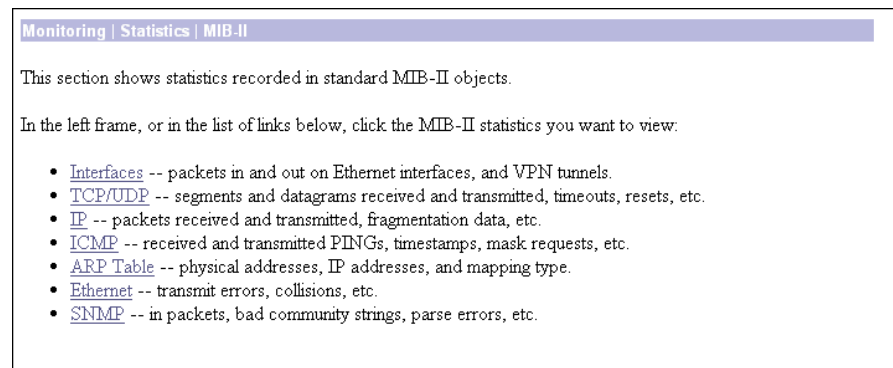 Monitoring | Statistics | MIB-II
This section shows statistics recorded in standard MIB-II objects.
In the left frame, or in the list of links below, click the MIB-II statistics you want to view:
• Interfaces -- packets in and out on Ethernet interfaces, and VPN tunnels.
• TCP/UDP -- segments and datagrams received and transmitted, timeouts, resets, etc.
• IP -- packets received and transmitted, fragmentation data, etc.
• ICMP -- received and transmitted PINGs, timestamps, mask requests, etc.
• ARP Table -- physical addresses, IP addresses, and mapping type.
• Ethernet -- transmit errors, collisions, etc.
• SNMP -- in packets, bad community strings, parse errors, etc.